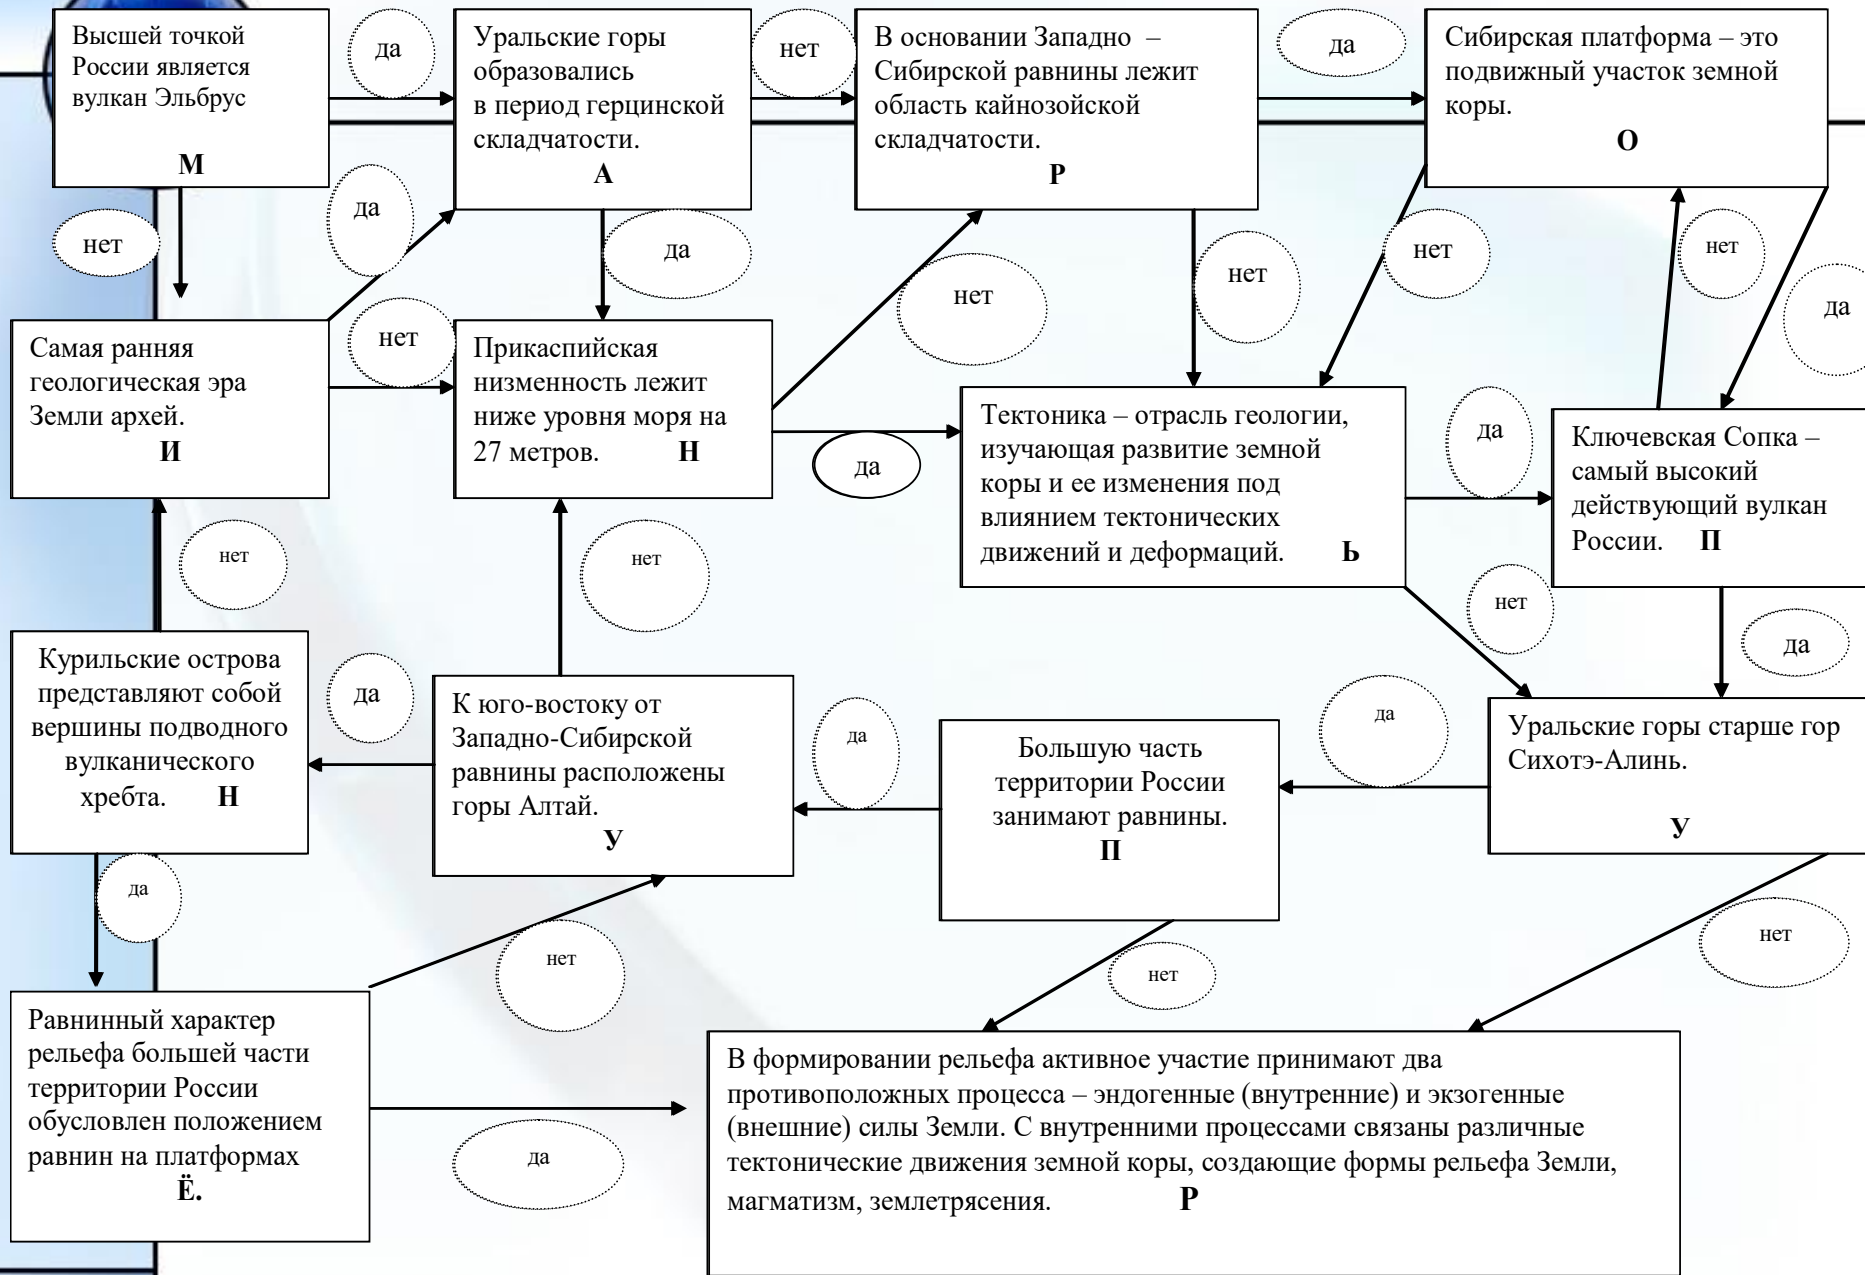 Высшей точкой
России является
вулкан Эльбрус
М
да
Уральские горы
образовались
в период герцинской
складчатости.
А
нет
В основании Западно –
Сибирской равнины лежит
область кайнозойской
складчатости.
Р
да
Сибирская платформа – это
подвижный участок земной
коры.
О
нет
да
да
нет
нет
нет
нет
да
Самая ранняя
геологическая эра
Земли архей.
И
нет
Прикаспийская
низменность лежит
ниже уровня моря на
27 метров. Н
да
Тектоника – отрасль геологии,
изучающая развитие земной
коры и ее изменения под
влиянием тектонических
движений и деформаций. Ь
да
Ключевская Сопка –
самый высокий
действующий вулкан
России. П
нет
нет
нет
да
Курильские острова
представляют собой
вершины подводного
вулканического
хребта. Н
да
К юго-востоку от
Западно-Сибирской
равнины расположены
горы Алтай.
У
да
Большую часть
территории России
занимают равнины.
П
да
Уральские горы старше гор
Сихотэ-Алинь.
У
да
нет
нет
нет
Равнинный характер
рельефа большей части
территории России
обусловлен положением
равнин на платформах
Ё.
да
В формировании рельефа активное участие принимают два
противоположных процесса – эндогенные (внутренние) и экзогенные
(внешние) силы Земли. С внутренними процессами связаны различные
тектонические движения земной коры, создающие формы рельефа Земли,
магматизм, землетрясения. Р